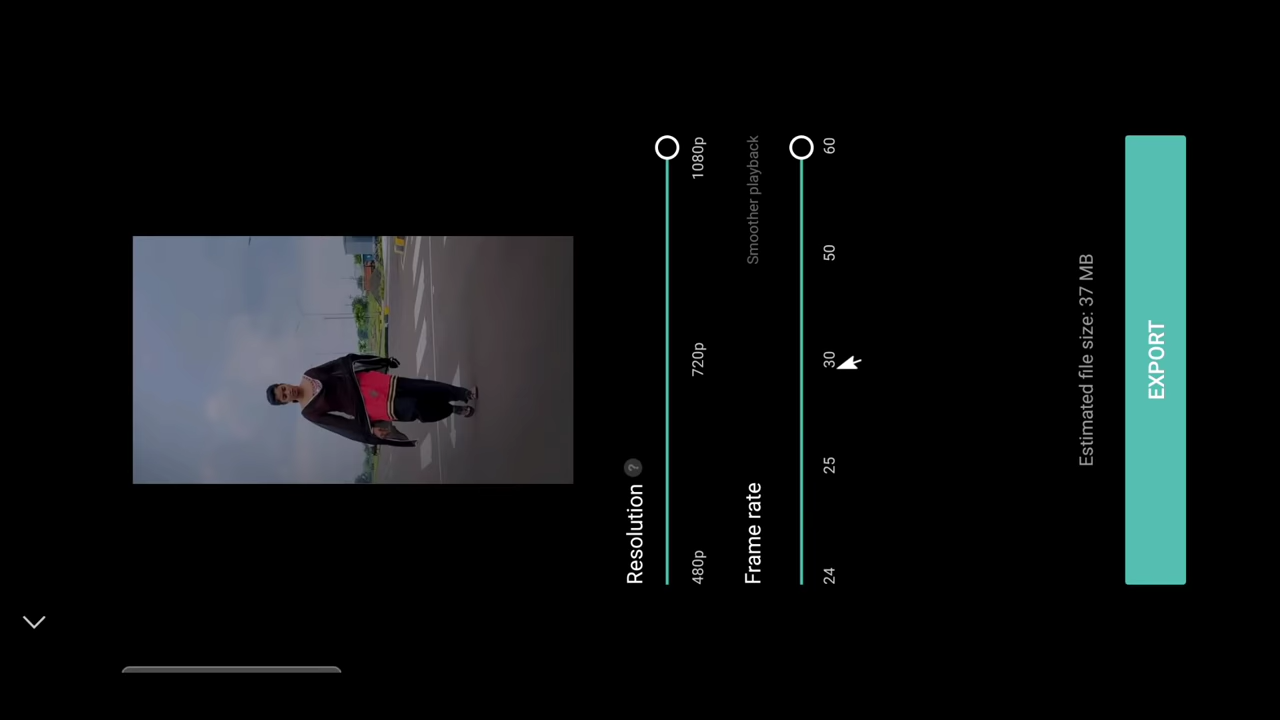 Resolution ?
480p 720p 1080p
Frame rate Smoother playback
24 25 30 50 60
Estimated file size: 37 MB
EXPORT